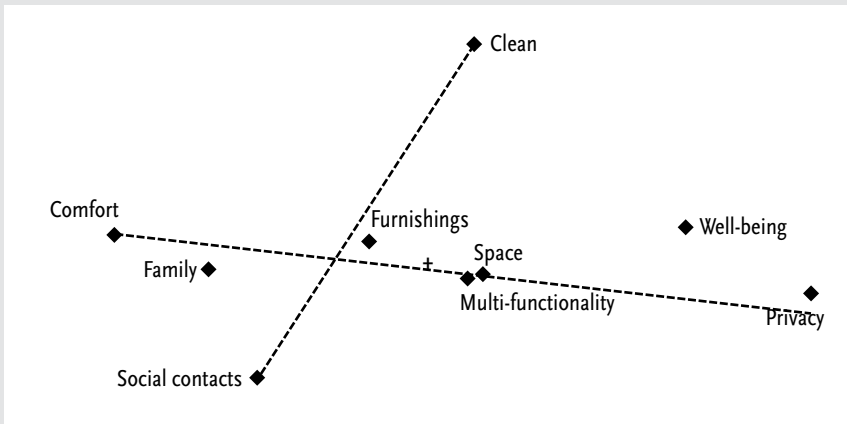 Clean
Comfort
Furnishings
Well-being
Space
Family
Multi-functionality
Privacy
Social contacts